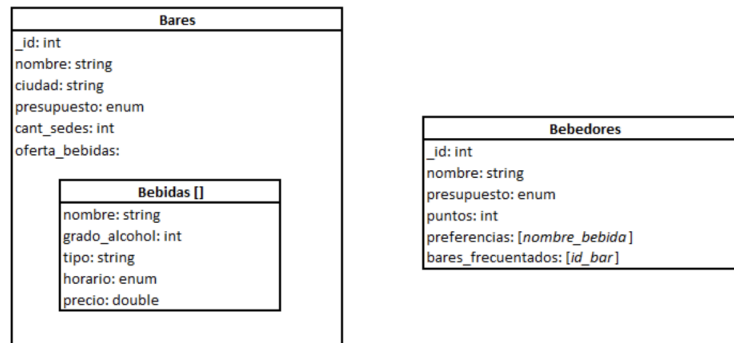 Bares
_id: int
nombre: string
ciudad: string
presupuesto: enum
cant_sedes: int
oferta_bebidas:
Bebidas []
nombre: string
grado_alcohol: int
tipo: string
horario: enum
precio: double
Bebedores
_id: int
nombre: string
presupuesto: enum
puntos: int
preferencias: [nombre_bebida]
bares_frecuentados: [id_bar]